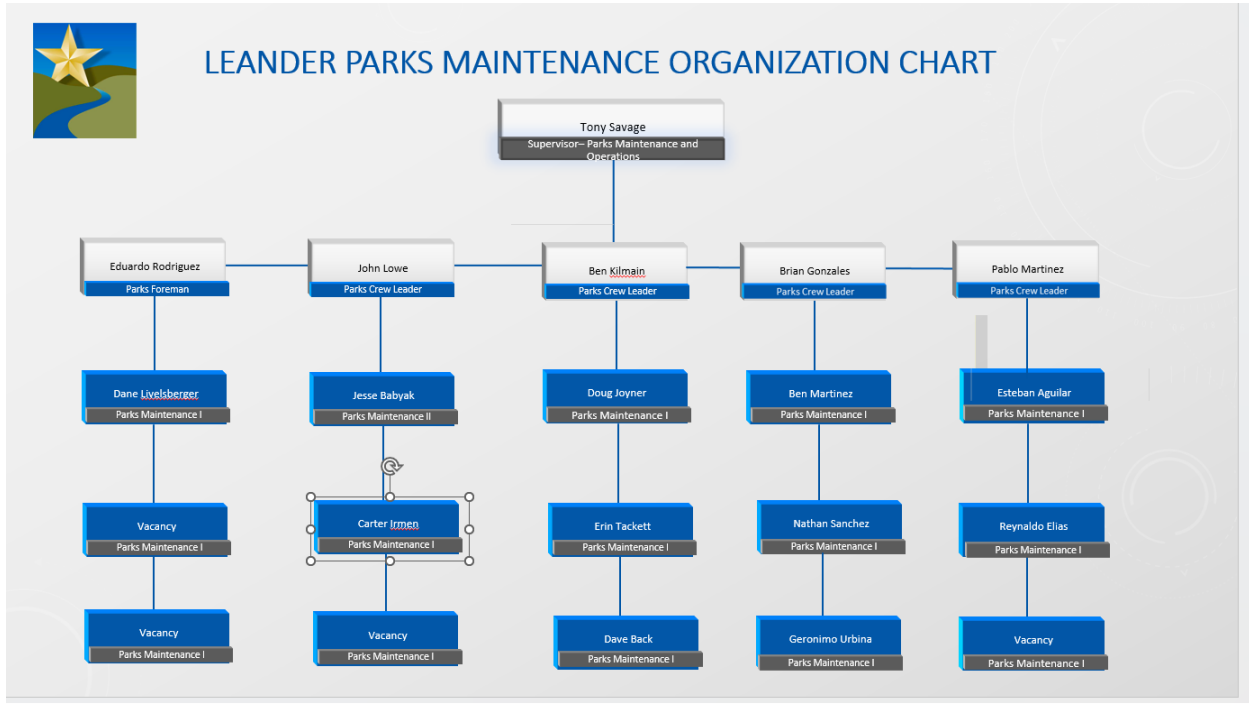 LEANDER PARKS MAINTENANCE ORGANIZATION CHART
Tony Savage
Supervisor– Parks Maintenance and
Operations
Eduardo Rodriguez
Parks Foreman
John Lowe
Parks Crew Leader
Ben Kilmain
Parks Crew Leader
Brian Gonzales
Parks Crew Leader
Pablo Martinez
Parks Crew Leader
Dane Livelsberger
Parks Maintenance I
Jesse Babyak
Parks Maintenance II
Doug Joyner
Parks Maintenance I
Ben Martinez
Parks Maintenance I
Esteban Aguilar
Parks Maintenance I
Vacancy
Parks Maintenance I
Carter Irmen
Parks Maintenance I
Erin Tackett
Parks Maintenance I
Nathan Sanchez
Parks Maintenance I
Reynaldo Elias
Parks Maintenance I
Vacancy
Parks Maintenance I
Vacancy
Parks Maintenance I
Dave Back
Parks Maintenance I
Geronimo Urbina
Parks Maintenance I
Vacancy
Parks Maintenance I